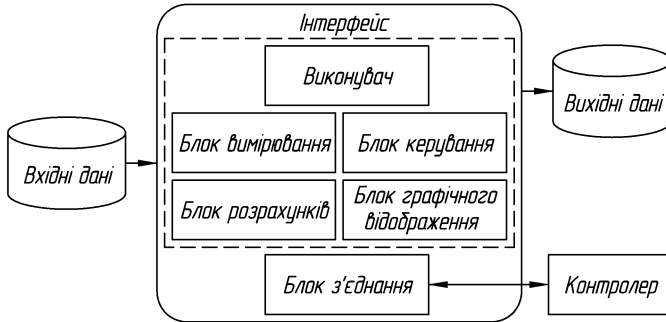 Інтерфейс
Виконувач
Вхідні дані
Вихідні дані
Блок вимірювання
Блок керування
Блок розрахунків
Блок графічного
відображення
Блок з'єднання
Контролер